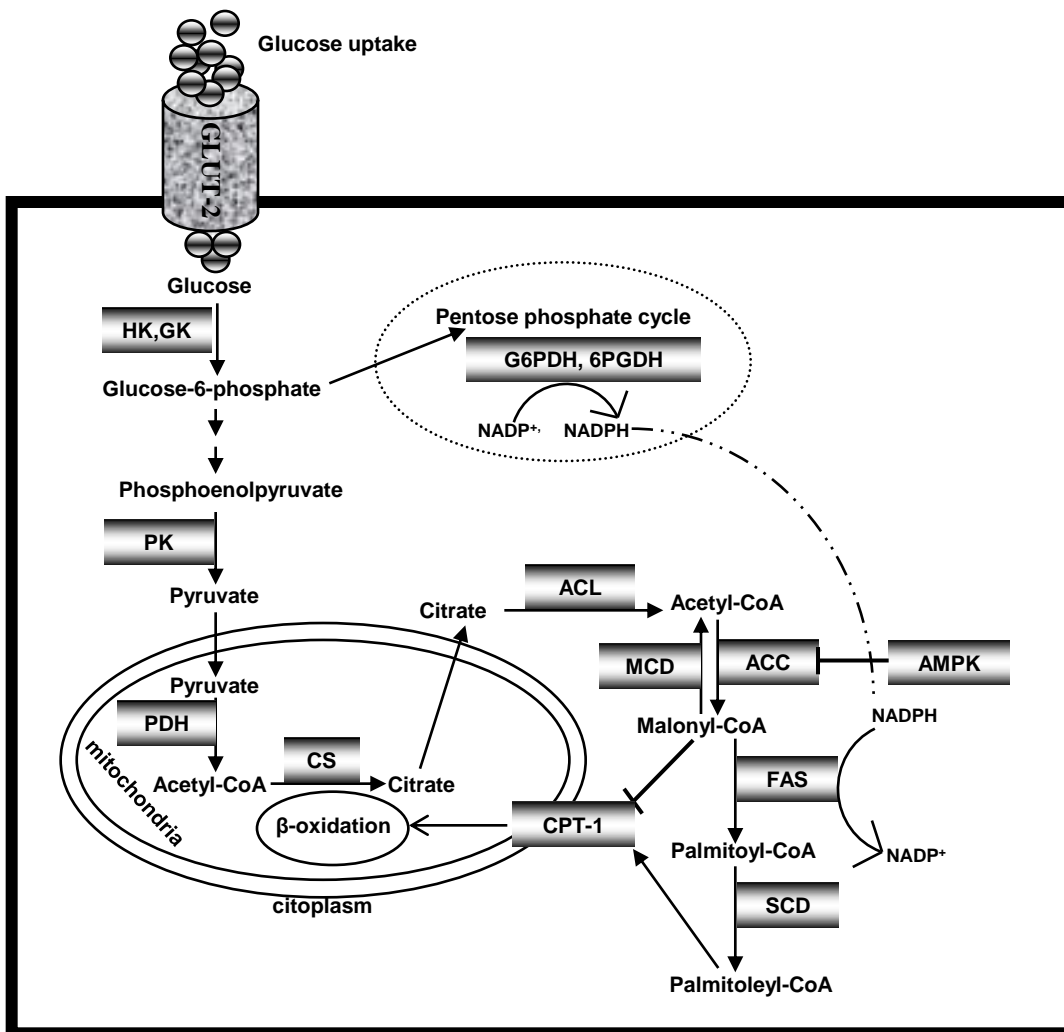 Glucose uptake
GLUT-2
Glucose
HK,GK
Glucose-6-phosphate
Pentose phosphate cycle
G6PDH, 6PGDH
NADP+,
NADPH
Phosphoenolpyruvate
PK
Pyruvate
Pyruvate
PDH
mitochondria
Acetyl-CoA
CS
Citrate
β-oxidation
citoplasm
Citrate
ACL
Acetyl-CoA
MCD
ACC
AMPK
Malonyl-CoA
NADPH
FAS
CPT-1
Palmitoyl-CoA
NADP+
SCD
Palmitoleyl-CoA